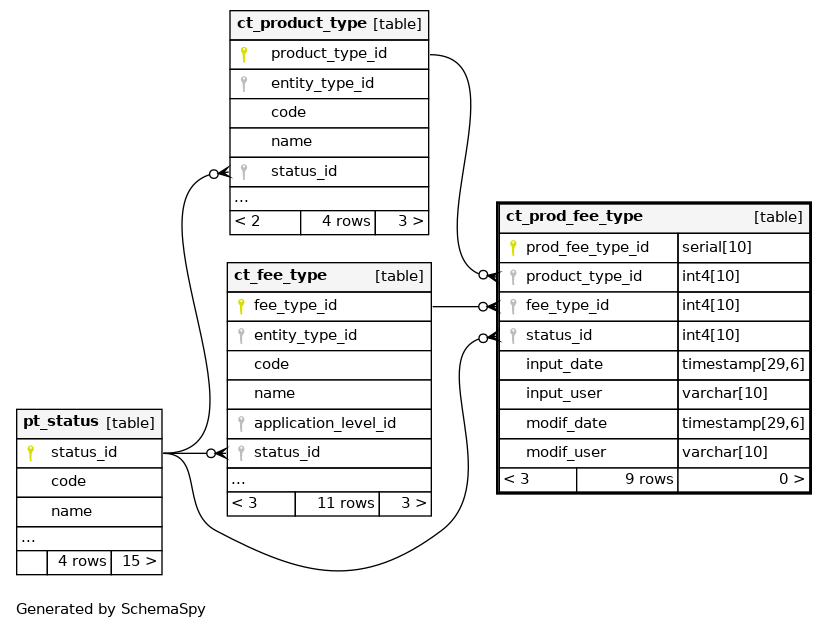 ct_product_type [table]
product_type_id
entity_type_id
code
name
status_id
...
< 2 4 rows 3 >
ct_prod_fee_type [table]
prod_fee_type_id serial[10]
product_type_id int4[10]
fee_type_id int4[10]
status_id int4[10]
input_date timestamp[29,6]
input_user varchar[10]
modif_date timestamp[29,6]
modif_user varchar[10]
< 3 9 rows 0 >
ct_fee_type [table]
fee_type_id
entity_type_id
code
name
application_level_id
status_id
...
< 3 11 rows 3 >
pt_status [table]
status_id
code
name
...
4 rows 15 >
Generated by SchemaSpy